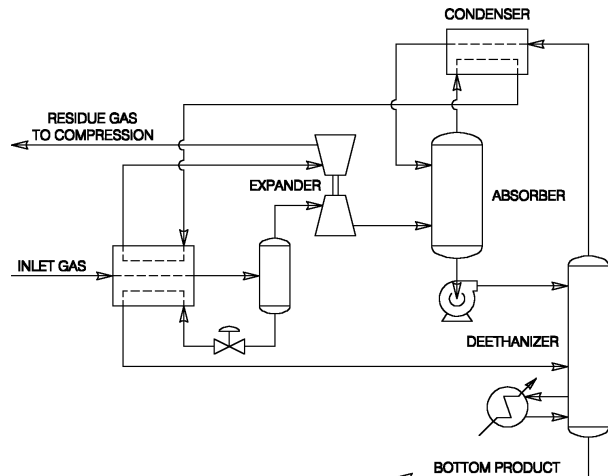 CONDENSER
RESIDUE GAS
TO COMPRESSION
EXPANDER
ABSORBER
INLET GAS
DEETHANIZER
BOTTOM PRODUCT